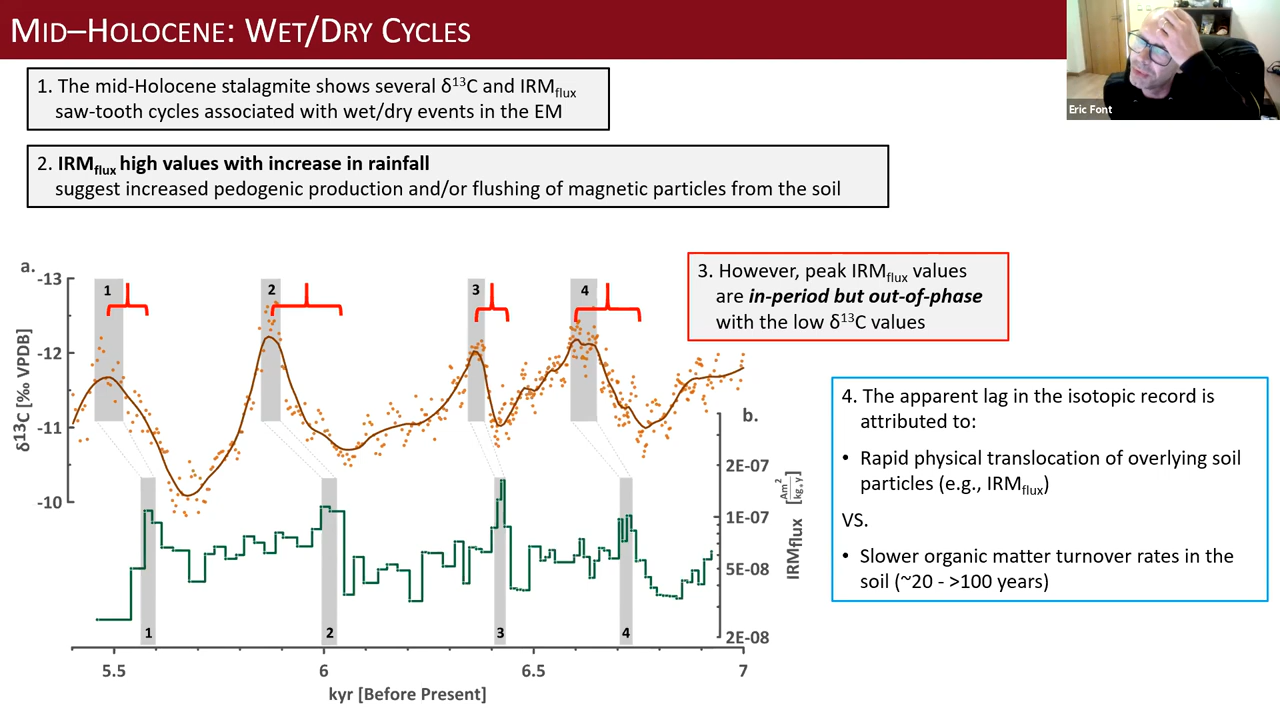 MID–HOLOCENE: WET/DRY CYCLES
Eric Font
1. The mid-Holocene stalagmite shows several δ¹³C and IRMflux
saw-tooth cycles associated with wet/dry events in the EM
2. IRMflux high values with increase in rainfall
suggest increased pedogenic production and/or flushing of magnetic particles from the soil
3. However, peak IRMflux values
are in-period but out-of-phase
with the low δ¹³C values
4. The apparent lag in the isotopic record is
attributed to:
• Rapid physical translocation of overlying soil
particles (e.g., IRMflux)
VS.
• Slower organic matter turnover rates in the
soil (~20 - >100 years)
a.
-13
-12
-11
-10
δ¹³C [‰ VPDB]
1
2
3
4
b.
2E-07
1E-07
5E-08
2E-08
IRMflux [Am²/kg*y]
1
2
3
4
5.5
6
6.5
7
kyr [Before Present]